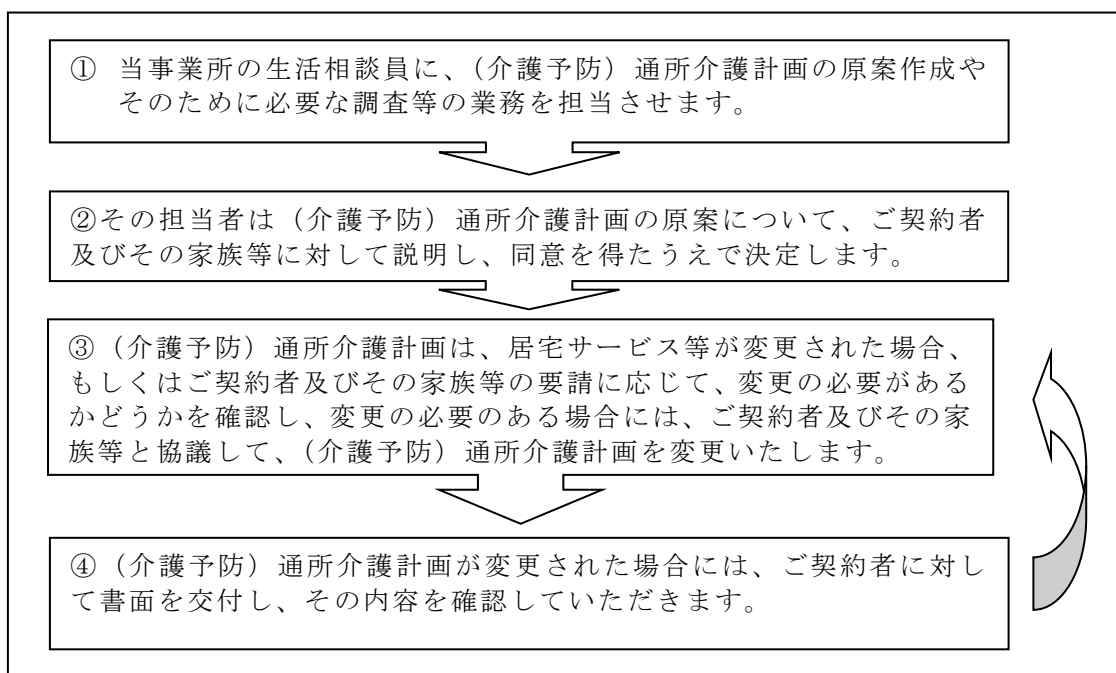 ① 当事業所の生活相談員に、(介護予防)通所介護計画の原案作成や
そのために必要な調査等の業務を担当させます。
②その担当者は(介護予防)通所介護計画の原案について、ご契約者
及びその家族等に対して説明し、同意を得たうえで決定します。
③(介護予防)通所介護計画は、居宅サービス等が変更された場合、
もしくはご契約者及びその家族等の要請に応じて、変更の必要がある
かどうかを確認し、変更の必要のある場合には、ご契約者及びその家
族等と協議して、(介護予防)通所介護計画を変更いたします。
④(介護予防)通所介護計画が変更された場合には、ご契約者に対し
て書面を交付し、その内容を確認していただきます。